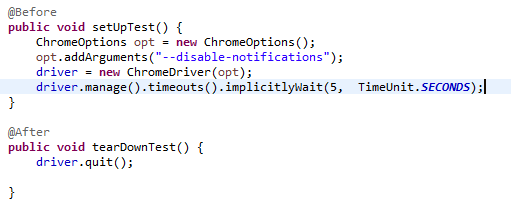 @Before
public void setUpTest() {
    ChromeOptions opt = new ChromeOptions();
    opt.addArguments("--disable-notifications");
    driver = new ChromeDriver(opt);
    driver.manage().timeouts().implicitlyWait(5,  TimeUnit.SECONDS);
}
@After
public void tearDownTest() {
    driver.quit();
}